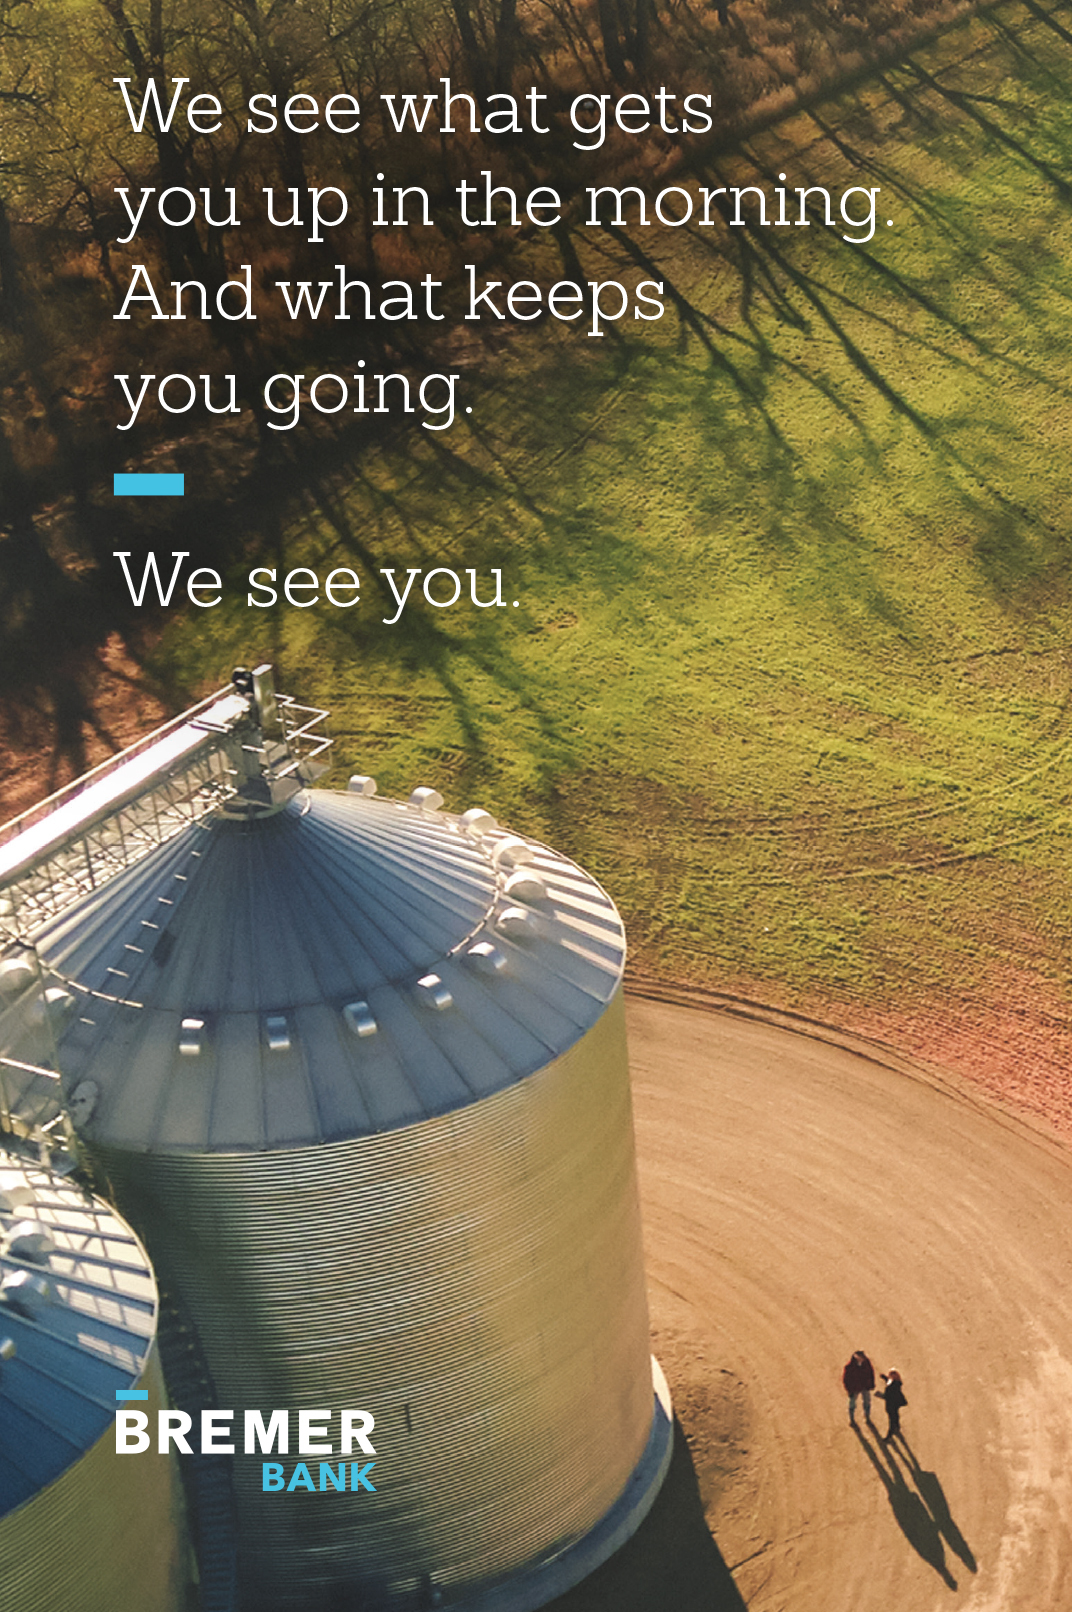 We see what gets
you up in the morning.
And what keeps
you going.
We see you.
BREMER
BANK